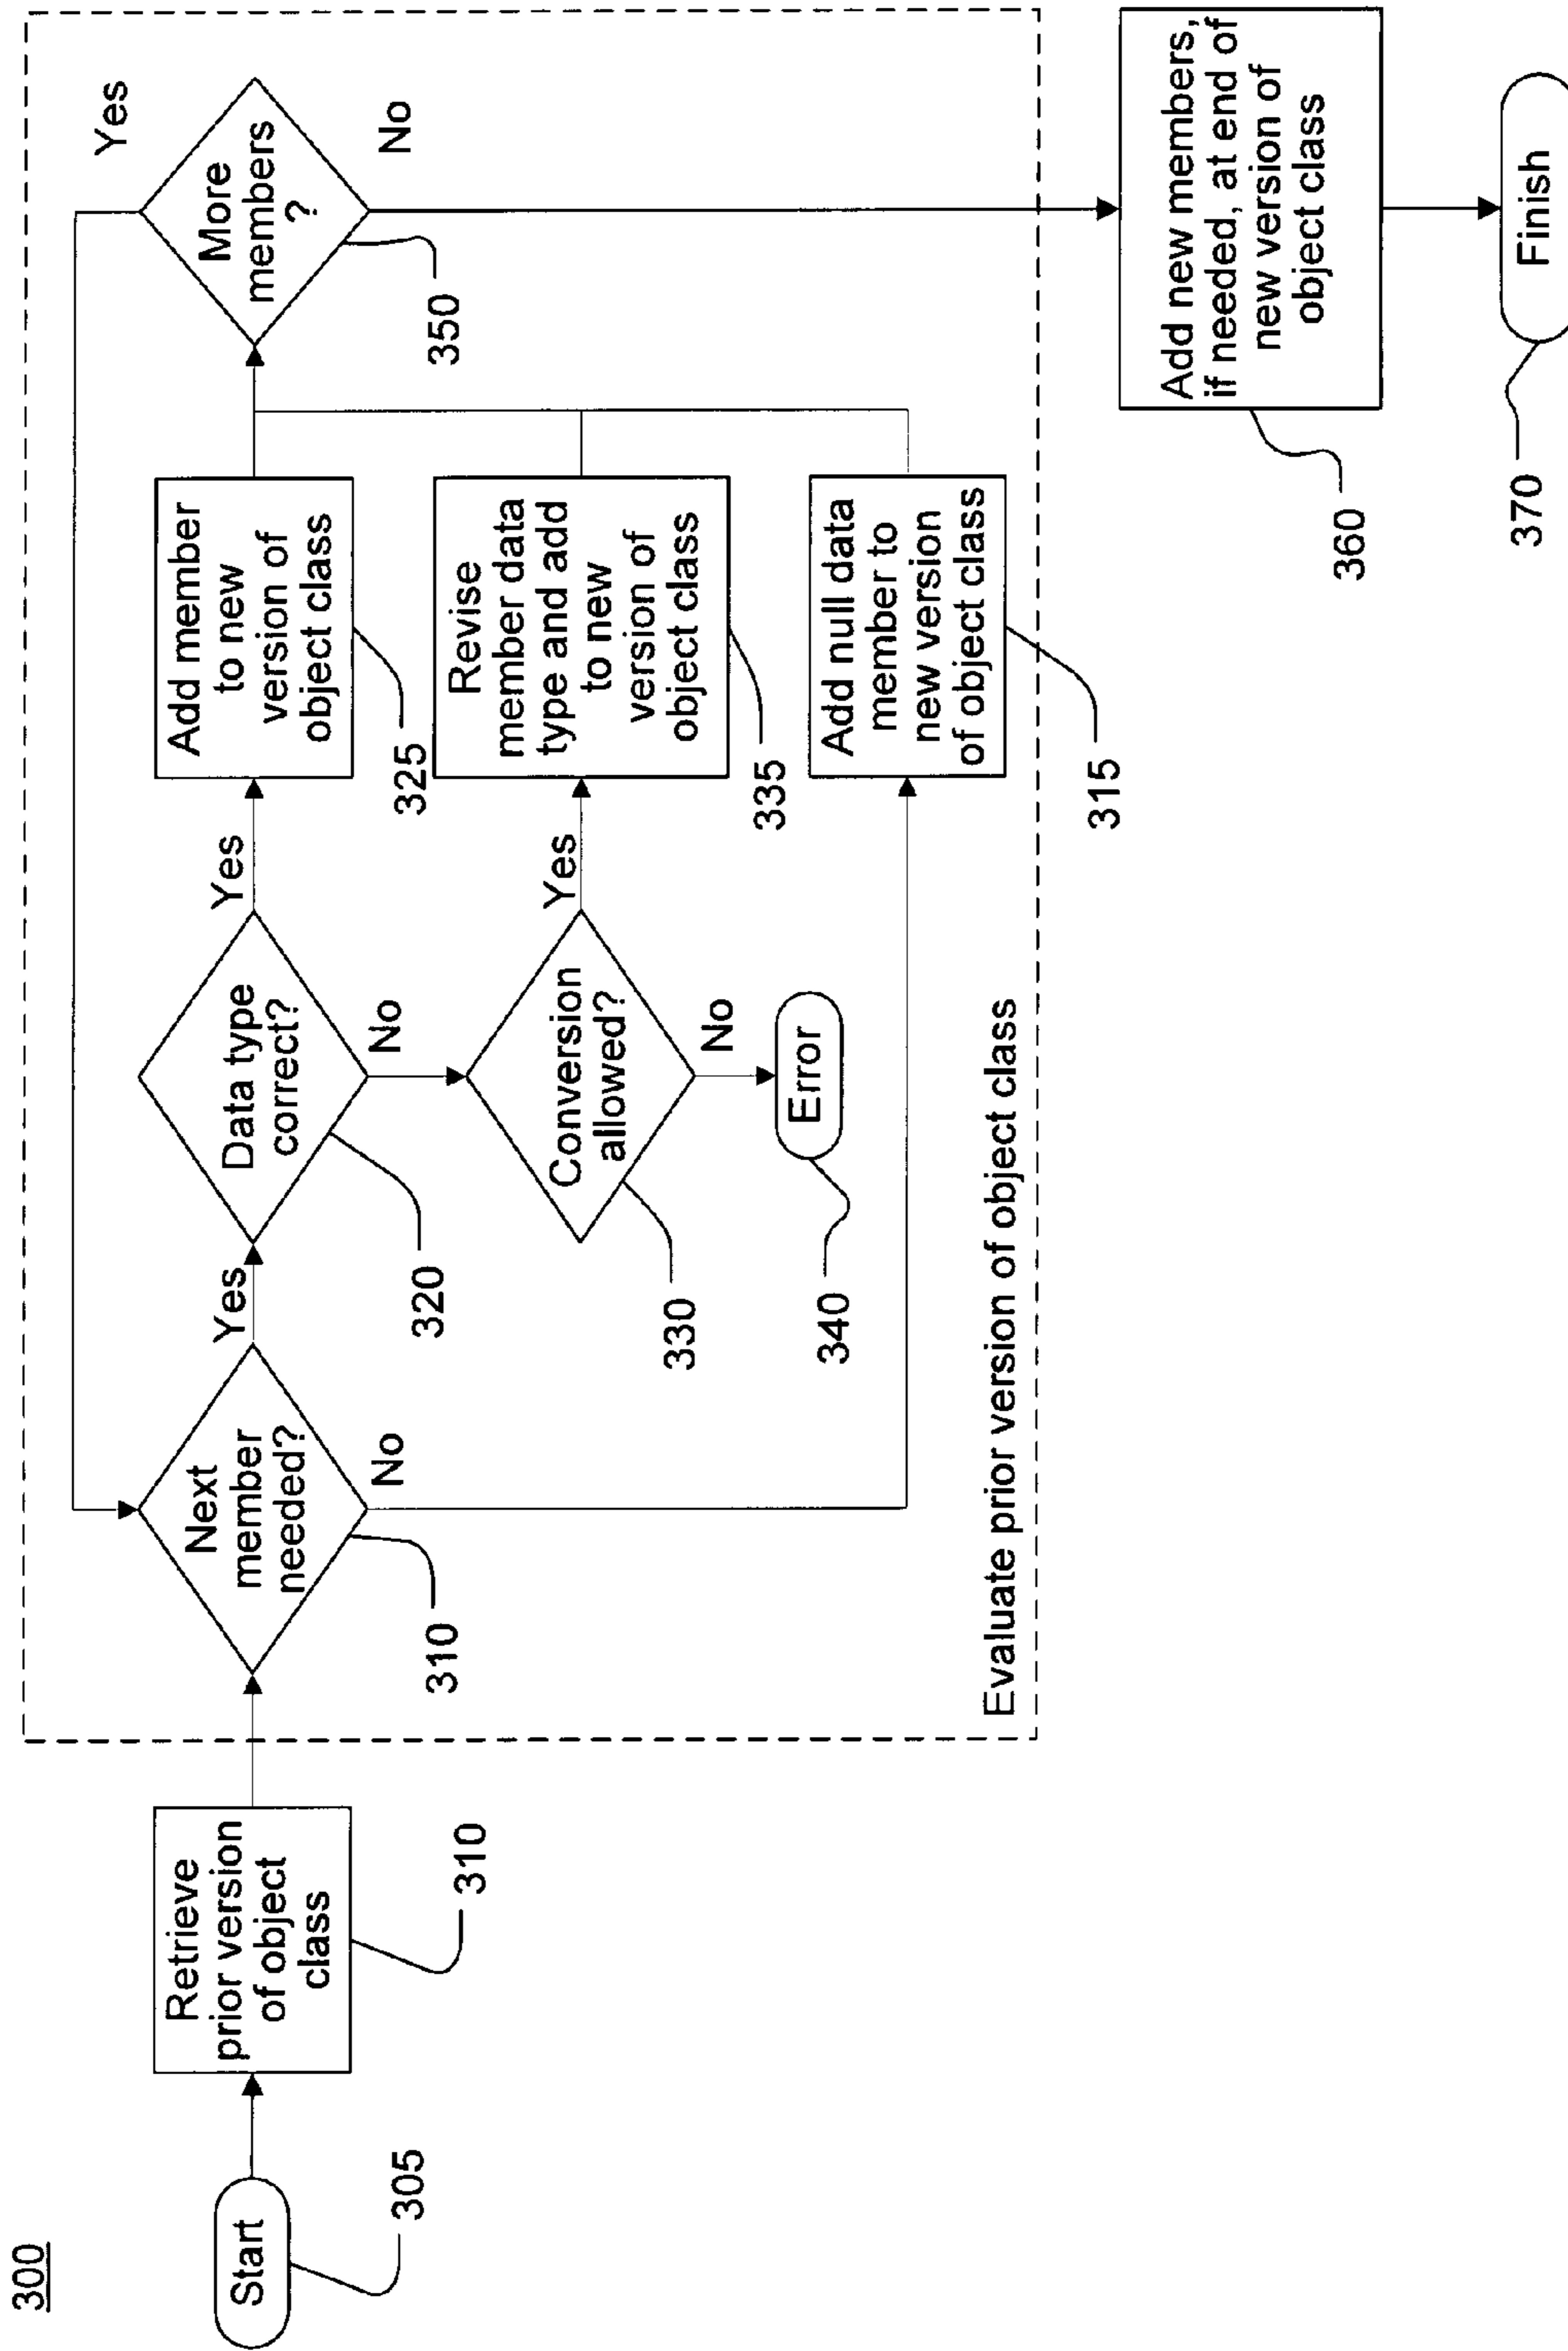 300
Start
305
Retrieve
prior version
of object
class
310
Next
member
needed?
310
Yes
No
Data type
correct?
320
Yes
No
Conversion
allowed?
330
Yes
No
Error
340
Add member
to new
version of
object class
325
Revise
member data
type and add
to new
version of
object class
335
Add null data
member to
new version
of object class
315
More
members
?
350
Yes
No
Evaluate prior version of object class
Add new members,
if needed, at end of
new version of
object class
360
Finish
370